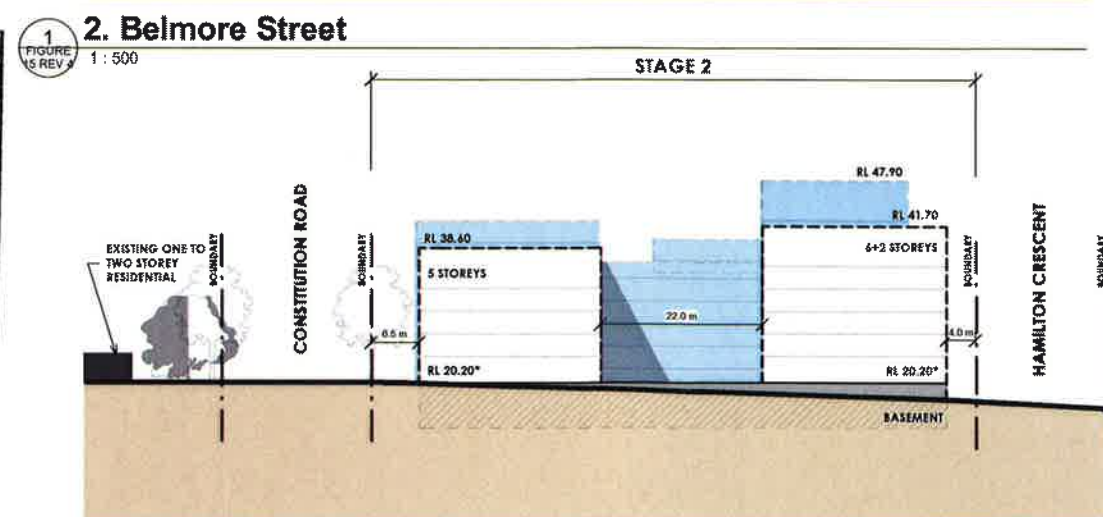 1
FIGURE
15 REV 4
2. Belmore Street
1 : 500
STAGE 2
RL 47.90
RL 41.70
6+2 STOREYS
RL 38.60
5 STOREYS
EXISTING ONE TO
TWO STOREY
RESIDENTIAL
BOUNDARY
CONSTITUTION ROAD
BOUNDARY
6.5 m
22.0 m
4.0 m
BOUNDARY
HAMILTON CRESCENT
BOUNDARY
RL 20.20*
RL 20.20*
BASEMENT